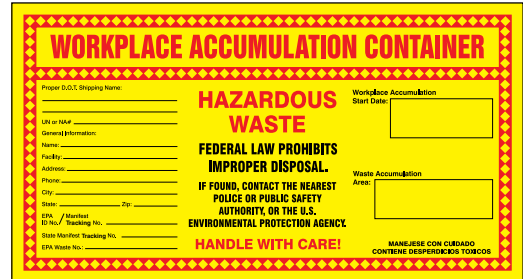 WORKPLACE ACCUMULATION CONTAINER
Proper D.O.T. Shipping Name:
UN or NA#
General Information:
Name:
Facility:
Address:
Phone:
City:
State: Zip:
EPA ID No. / Manifest Tracking No.
State Manifest Tracking No.
EPA Waste No.:
HAZARDOUS
WASTE
FEDERAL LAW PROHIBITS
IMPROPER DISPOSAL.
IF FOUND, CONTACT THE NEAREST
POLICE OR PUBLIC SAFETY
AUTHORITY, OR THE U.S.
ENVIRONMENTAL PROTECTION AGENCY.
HANDLE WITH CARE!
Workplace Accumulation
Start Date:
Waste Accumulation
Area:
MANEJESE CON CUIDADO
CONTIENE DESPERDICIOS TOXICOS